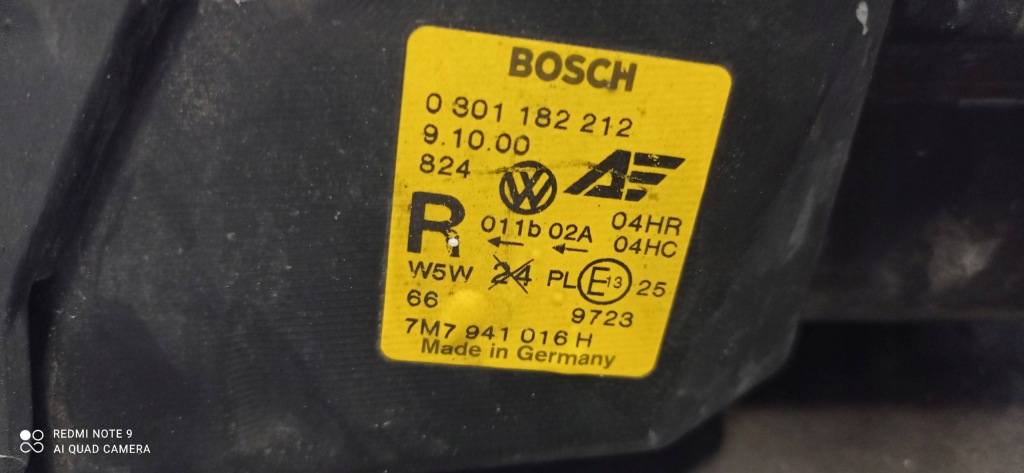 BOSCH
0 301 182 212
9.10.00
824
R
011b 02A
04HR
04HC
W5W 24 PL E13 25
66 9723
7M7 941 016 H
Made in Germany
REDMI NOTE 9
AI QUAD CAMERA